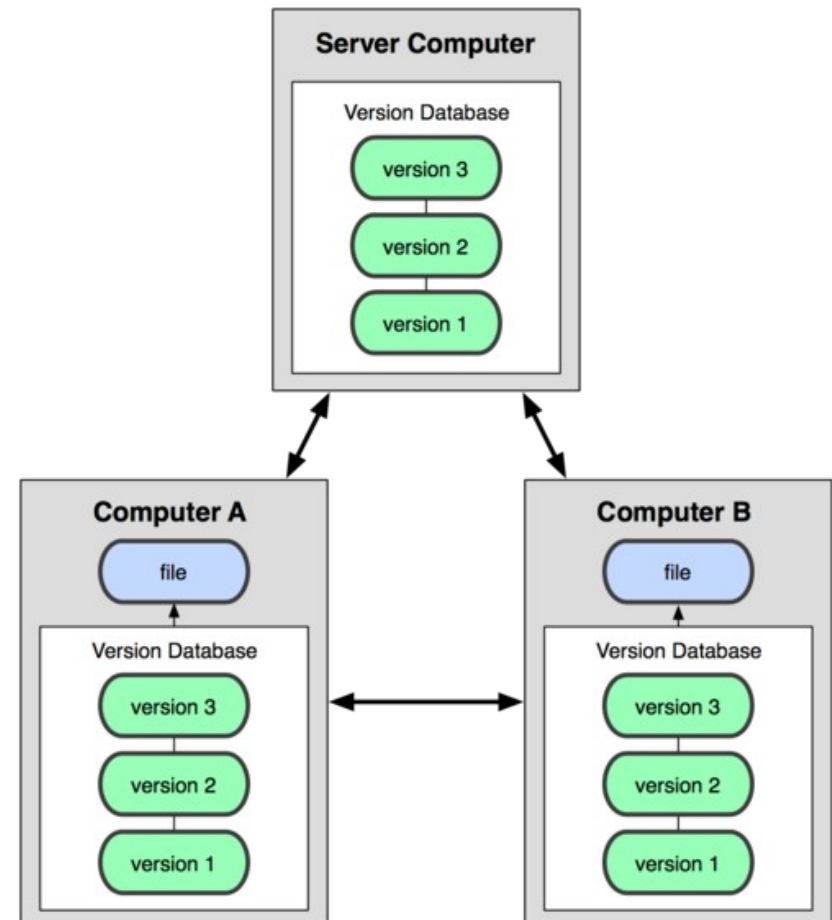 Server Computer
Version Database
version 3
version 2
version 1
Computer A
file
Version Database
version 3
version 2
version 1
Computer B
file
Version Database
version 3
version 2
version 1